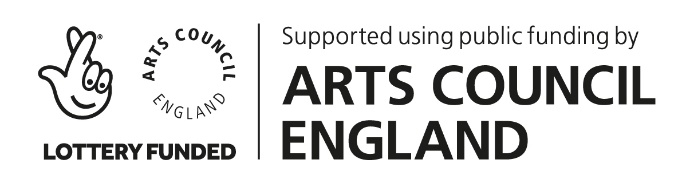 ARTS COUNCIL
ENGLAND
LOTTERY FUNDED
Supported using public funding by
ARTS COUNCIL
ENGLAND